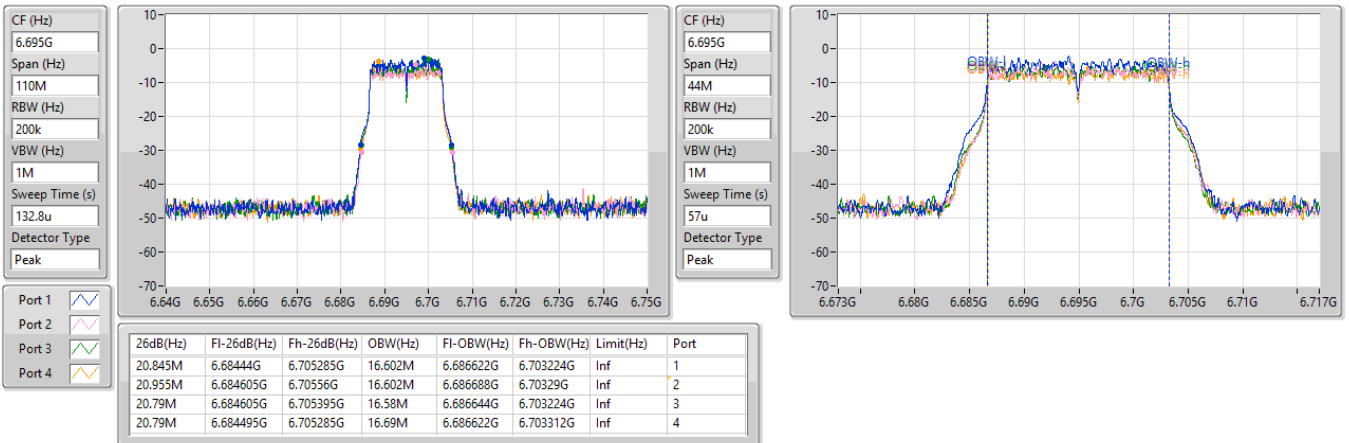 CF (Hz)
6.695G
Span (Hz)
110M
RBW (Hz)
200k
VBW (Hz)
1M
Sweep Time (s)
132.8u
Detector Type
Peak
10
0
-10
-20
-30
-40
-50
-60
-70
6.64G 6.65G 6.66G 6.67G 6.68G 6.69G 6.7G 6.71G 6.72G 6.73G 6.74G 6.75G
CF (Hz)
6.695G
Span (Hz)
44M
RBW (Hz)
200k
VBW (Hz)
1M
Sweep Time (s)
57u
Detector Type
Peak
10
0
-10
-20
-30
-40
-50
-60
-70
OBW-l OBW-h
6.673G 6.68G 6.685G 6.69G 6.695G 6.7G 6.705G 6.71G 6.717G
Port 1
Port 2
Port 3
Port 4
26dB(Hz) Fl-26dB(Hz) Fh-26dB(Hz) OBW(Hz) Fl-OBW(Hz) Fh-OBW(Hz) Limit(Hz) Port
20.845M 6.68444G 6.705285G 16.602M 6.686622G 6.703224G Inf 1
20.955M 6.684605G 6.70556G 16.602M 6.686688G 6.70329G Inf 2
20.79M 6.684605G 6.705395G 16.58M 6.686644G 6.703224G Inf 3
20.79M 6.684495G 6.705285G 16.69M 6.686622G 6.703312G Inf 4